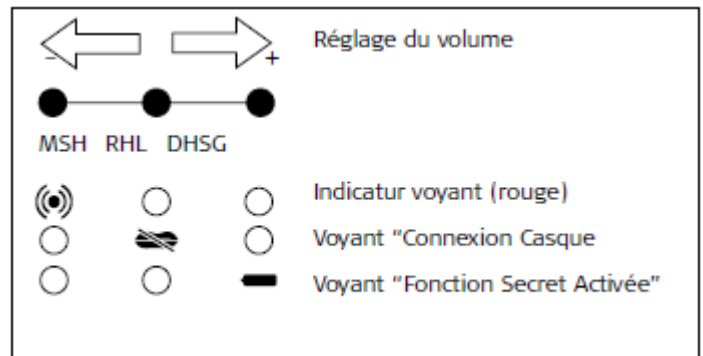 - + Réglage du volume
MSH RHL DHSG
Indicatur voyant (rouge)
Voyant "Connexion Casque
Voyant "Fonction Secret Activée"